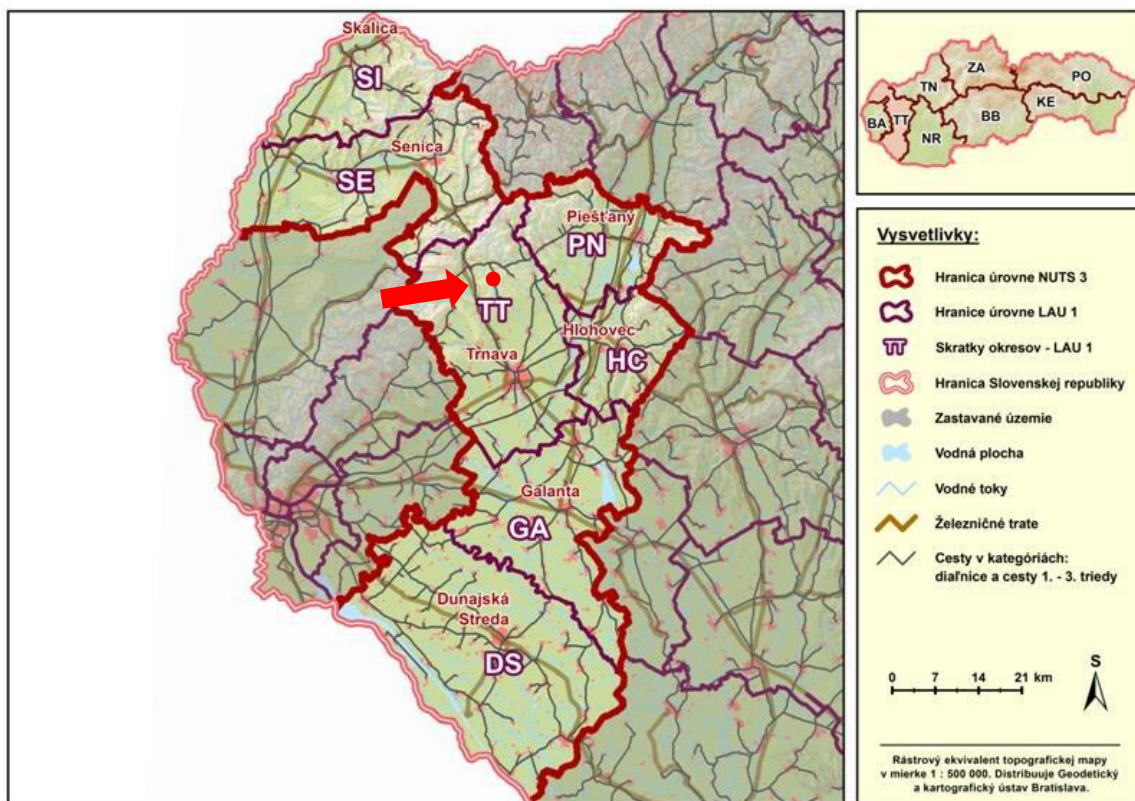 Skalica
SI
Senica
SE
Piešťany
PN
TT
Hlohovec
HC
Trnava
Galanta
GA
Dunajská
Streda
DS
ZA
PO
TN
KE
BA
TT
BB
NR
Vysvetlivky:
Hranica úrovne NUTS 3
Hranice úrovne LAU 1
TT Skratky okresov - LAU 1
Hranica Slovenskej republiky
Zastavané územie
Vodná plocha
Vodné toky
Železničné trate
Cesty v kategóriách:
diaľnice a cesty 1. - 3. triedy
S
0 7 14 21 km
Rástrový ekvivalent topografickej mapy
v mierke 1 : 500 000. Distribuuje Geodetický
a kartografický ústav Bratislava.